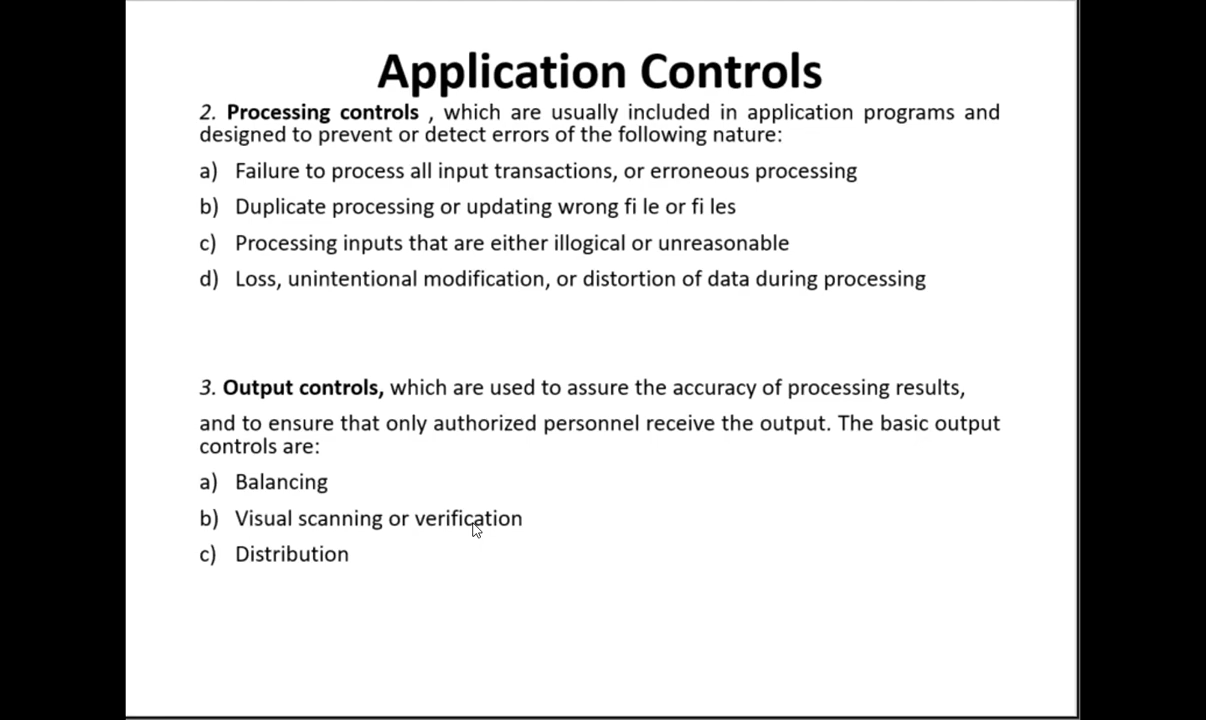 Application Controls
2. Processing controls , which are usually included in application programs and
designed to prevent or detect errors of the following nature:
a) Failure to process all input transactions, or erroneous processing
b) Duplicate processing or updating wrong fi le or fi les
c) Processing inputs that are either illogical or unreasonable
d) Loss, unintentional modification, or distortion of data during processing
3. Output controls, which are used to assure the accuracy of processing results,
and to ensure that only authorized personnel receive the output. The basic output
controls are:
a) Balancing
b) Visual scanning or verification
c) Distribution